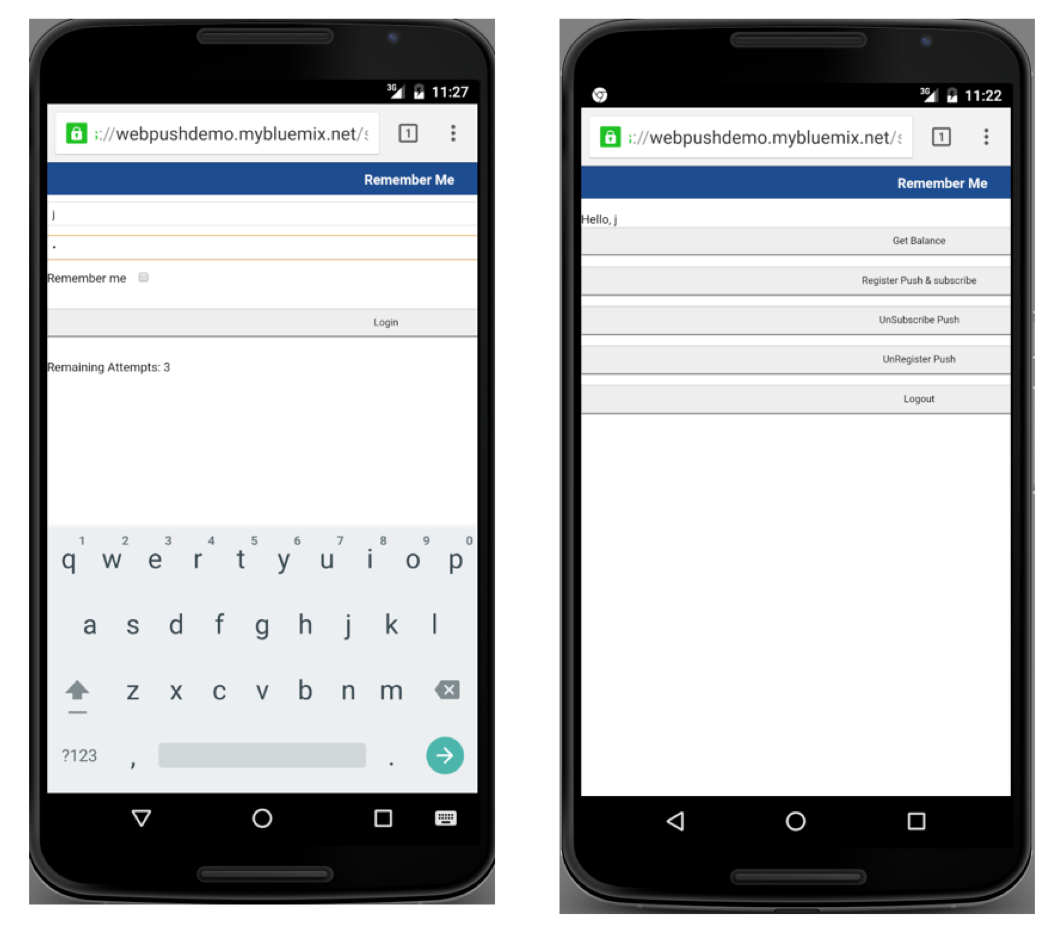 3G 11:27
://webpushdemo.mybluemix.net/s 1
Remember Me
j
Remember me
Login
Remaining Attempts: 3
1 2 3 4 5 6 7 8 9 0
q w e r t y u i o p
a s d f g h j k l
z x c v b n m
?123 , .
3G 11:22
://webpushdemo.mybluemix.net/s 1
Remember Me
Hello, j
Get Balance
Register Push & subscribe
UnSubscribe Push
UnRegister Push
Logout